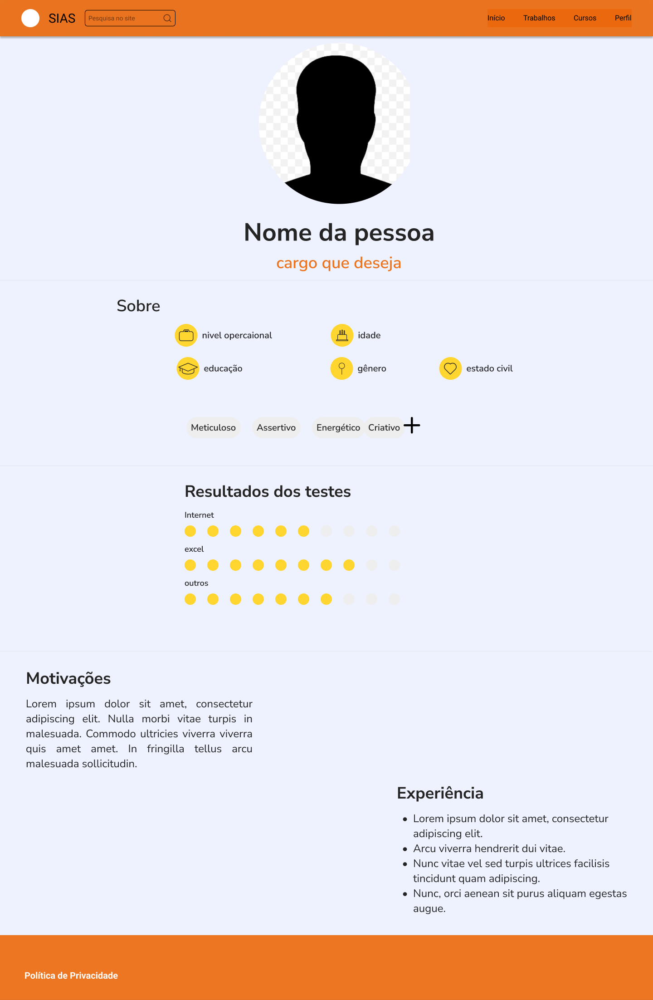 SIAS
Pesquisa no site
Início
Trabalhos
Cursos
Perfil
Nome da pessoa
cargo que deseja
Sobre
nivel opercaional
idade
educação
gênero
estado civil
Meticuloso
Assertivo
Energético
Criativo
Resultados dos testes
Internet
excel
outros
Motivações
Lorem ipsum dolor sit amet, consectetur
adipiscing elit. Nulla morbi vitae turpis in
malesuada. Commodo ultricies viverra viverra
quis amet amet. In fringilla tellus arcu
malesuada sollicitudin.
Experiência
• Lorem ipsum dolor sit amet, consectetur
adipiscing elit.
• Arcu viverra hendrerit dui vitae.
• Nunc vitae vel sed turpis ultrices facilisis
tincidunt quam adipiscing.
• Nunc, orci aenean sit purus aliquam egestas
augue.
Política de Privacidade